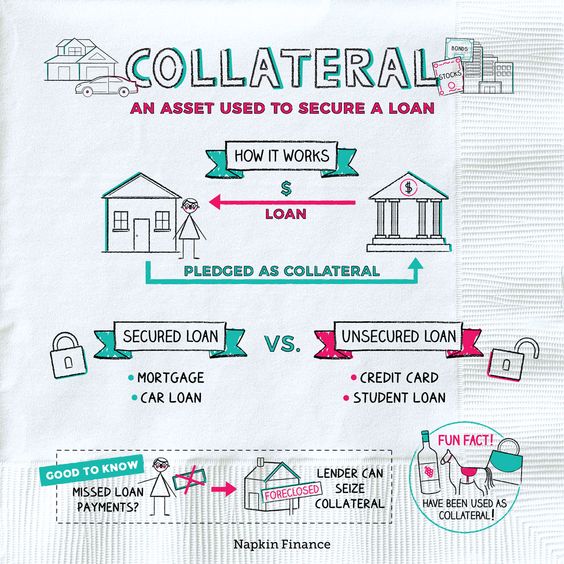 COLLATERAL
BONDS
STOCKS
AN ASSET USED TO SECURE A LOAN
HOW IT WORKS
$
$
LOAN
PLEDGED AS COLLATERAL
SECURED LOAN
VS.
UNSECURED LOAN
• MORTGAGE
• CAR LOAN
• CREDIT CARD
• STUDENT LOAN
GOOD TO KNOW
MISSED LOAN
PAYMENTS?
FORECLOSED
LENDER CAN
SEIZE
COLLATERAL
FUN FACT!
HAVE BEEN USED AS
COLLATERAL!
Napkin Finance